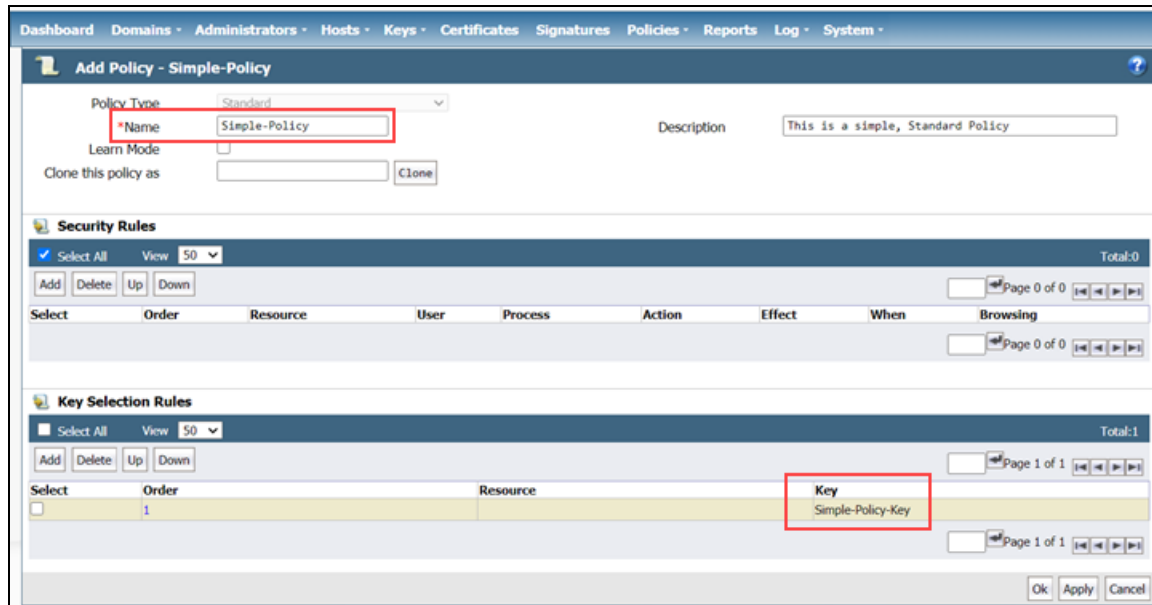 Dashboard Domains Administrators Hosts Keys Certificates Signatures Policies Reports Log System
Add Policy - Simple-Policy ?
Policy Type Standard
*Name Simple-Policy Description This is a simple, Standard Policy
Learn Mode
Clone this policy as Clone
Security Rules
Select All View 50 Total:0
Add Delete Up Down Page 0 of 0
Select Order Resource User Process Action Effect When Browsing
Page 0 of 0
Key Selection Rules
Select All View 50 Total:1
Add Delete Up Down Page 1 of 1
Select Order Resource Key
1 Simple-Policy-Key
Page 1 of 1
Ok Apply Cancel